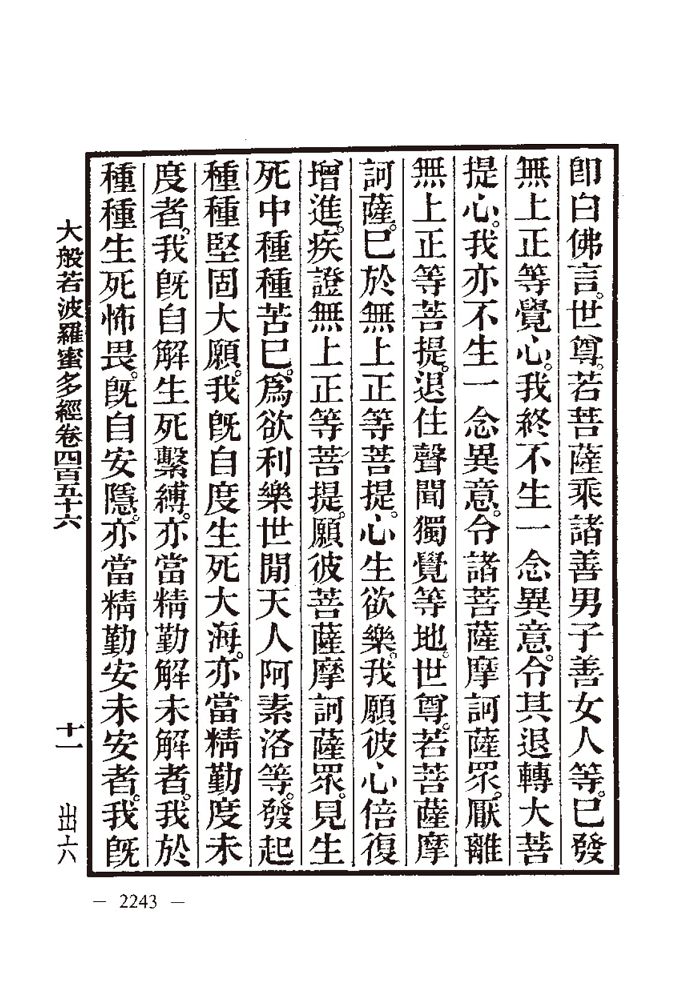 即白佛言。世尊。若菩薩乘諸善男子善女人等。已發
無上正等覺心。我終不生一念異意。令其退轉大菩
提心。我亦不生一念異意。令諸菩薩摩訶薩眾。厭離
無上正等菩提。退住聲聞獨覺等地。世尊。若菩薩摩
訶薩。已於無上正等菩提。心生欲樂。我願彼心倍復
增進。疾證無上正等菩提。願彼菩薩摩訶薩眾。見生
死中種種苦已。為欲利樂世間天人阿素洛等。發起
種種堅固大願。我既自度生死大海。亦當精勤度未
度者。我既自解生死繫縛。亦當精勤解未解者。我於
種種生死怖畏。既自安隱。亦當精勤安未安者。我既
大般若波羅蜜多經卷四百五十六
十一
出六
— 2243 —